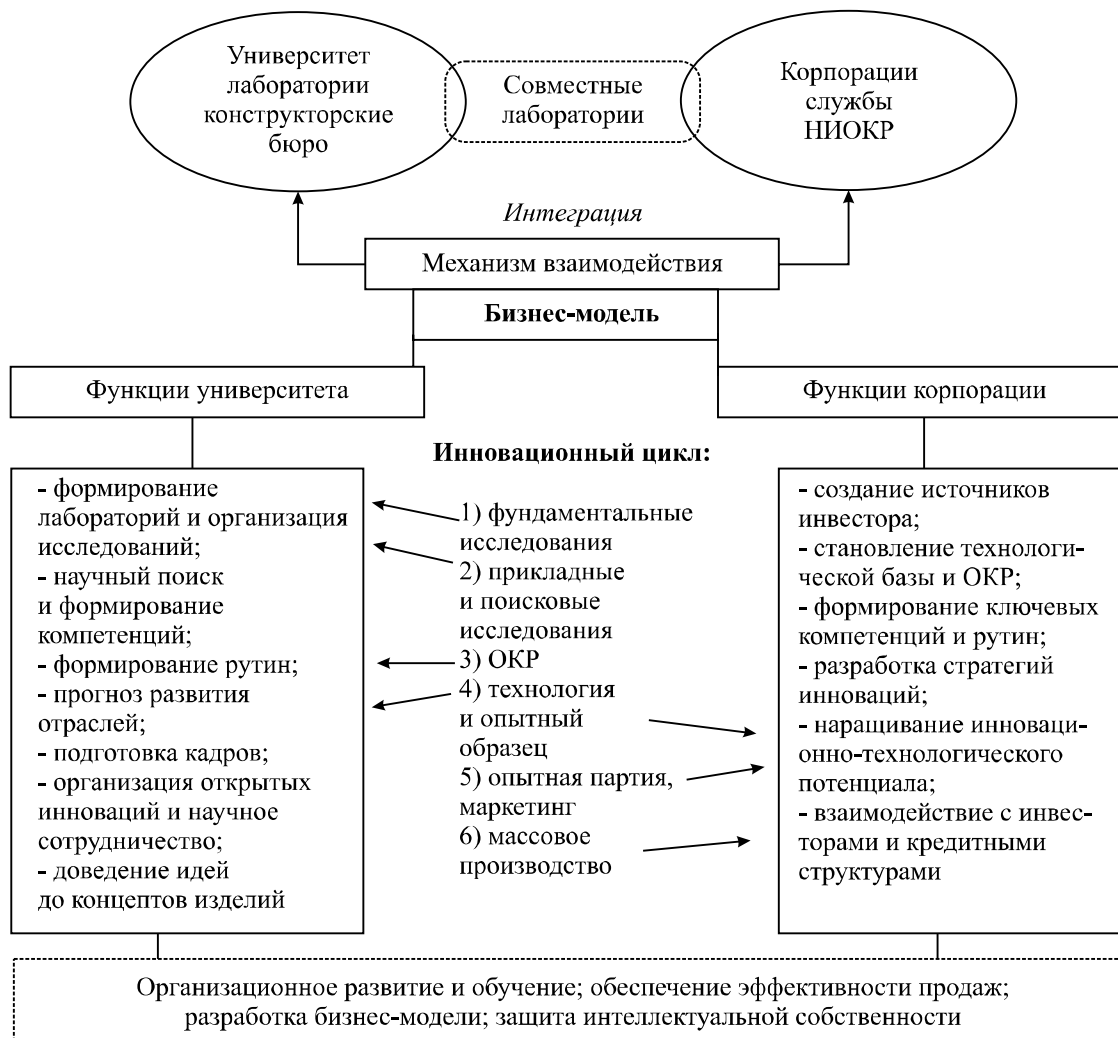 Университет
лаборатории
конструкторские
бюро
Совместные
лаборатории
Корпорации
службы
НИОКР
Интеграция
Механизм взаимодействия
Бизнес-модель
Функции университета
Функции корпорации
Инновационный цикл:
- формирование
лабораторий и организация
исследований;
- научный поиск
и формирование
компетенций;
- формирование рутин;
- прогноз развития
отраслей;
- подготовка кадров;
- организация открытых
инноваций и научное
сотрудничество;
- доведение идей
до концептов изделий
1) фундаментальные
исследования
2) прикладные
и поисковые
исследования
3) ОКР
4) технология
и опытный
образец
5) опытная партия,
маркетинг
6) массовое
производство
- создание источников
инвестора;
- становление технологи-
ческой базы и ОКР;
- формирование ключевых
компетенций и рутин;
- разработка стратегий
инноваций;
- наращивание инноваци-
онно-технологического
потенциала;
- взаимодействие с инвес-
торами и кредитными
структурами
Организационное развитие и обучение; обеспечение эффективности продаж;
разработка бизнес-модели; защита интеллектуальной собственности